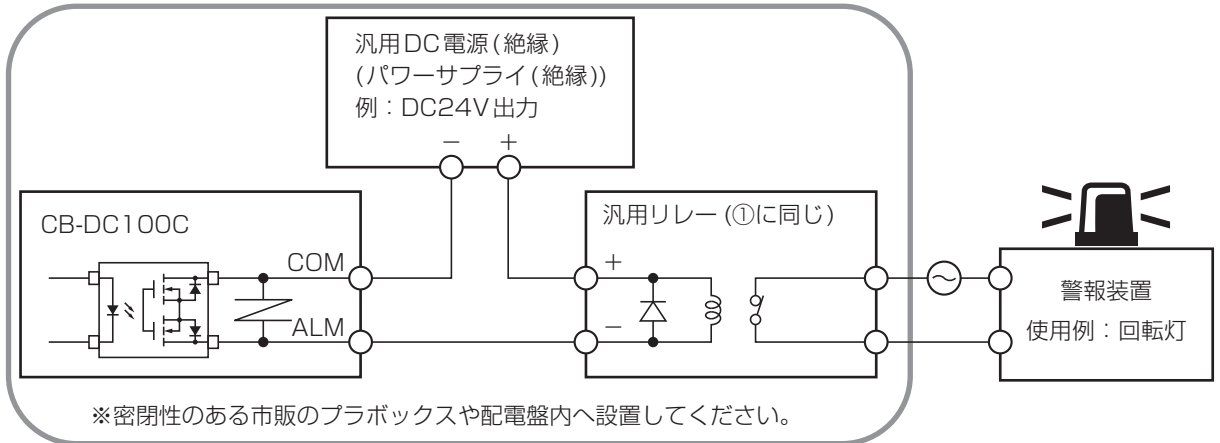 汎用DC電源(絶縁)
(パワーサプライ(絶縁))
例：DC24V出力
－ ＋
CB-DC100C
COM
ALM
汎用リレー(①に同じ)
＋
－
警報装置
使用例：回転灯
※密閉性のある市販のプラボックスや配電盤内へ設置してください。